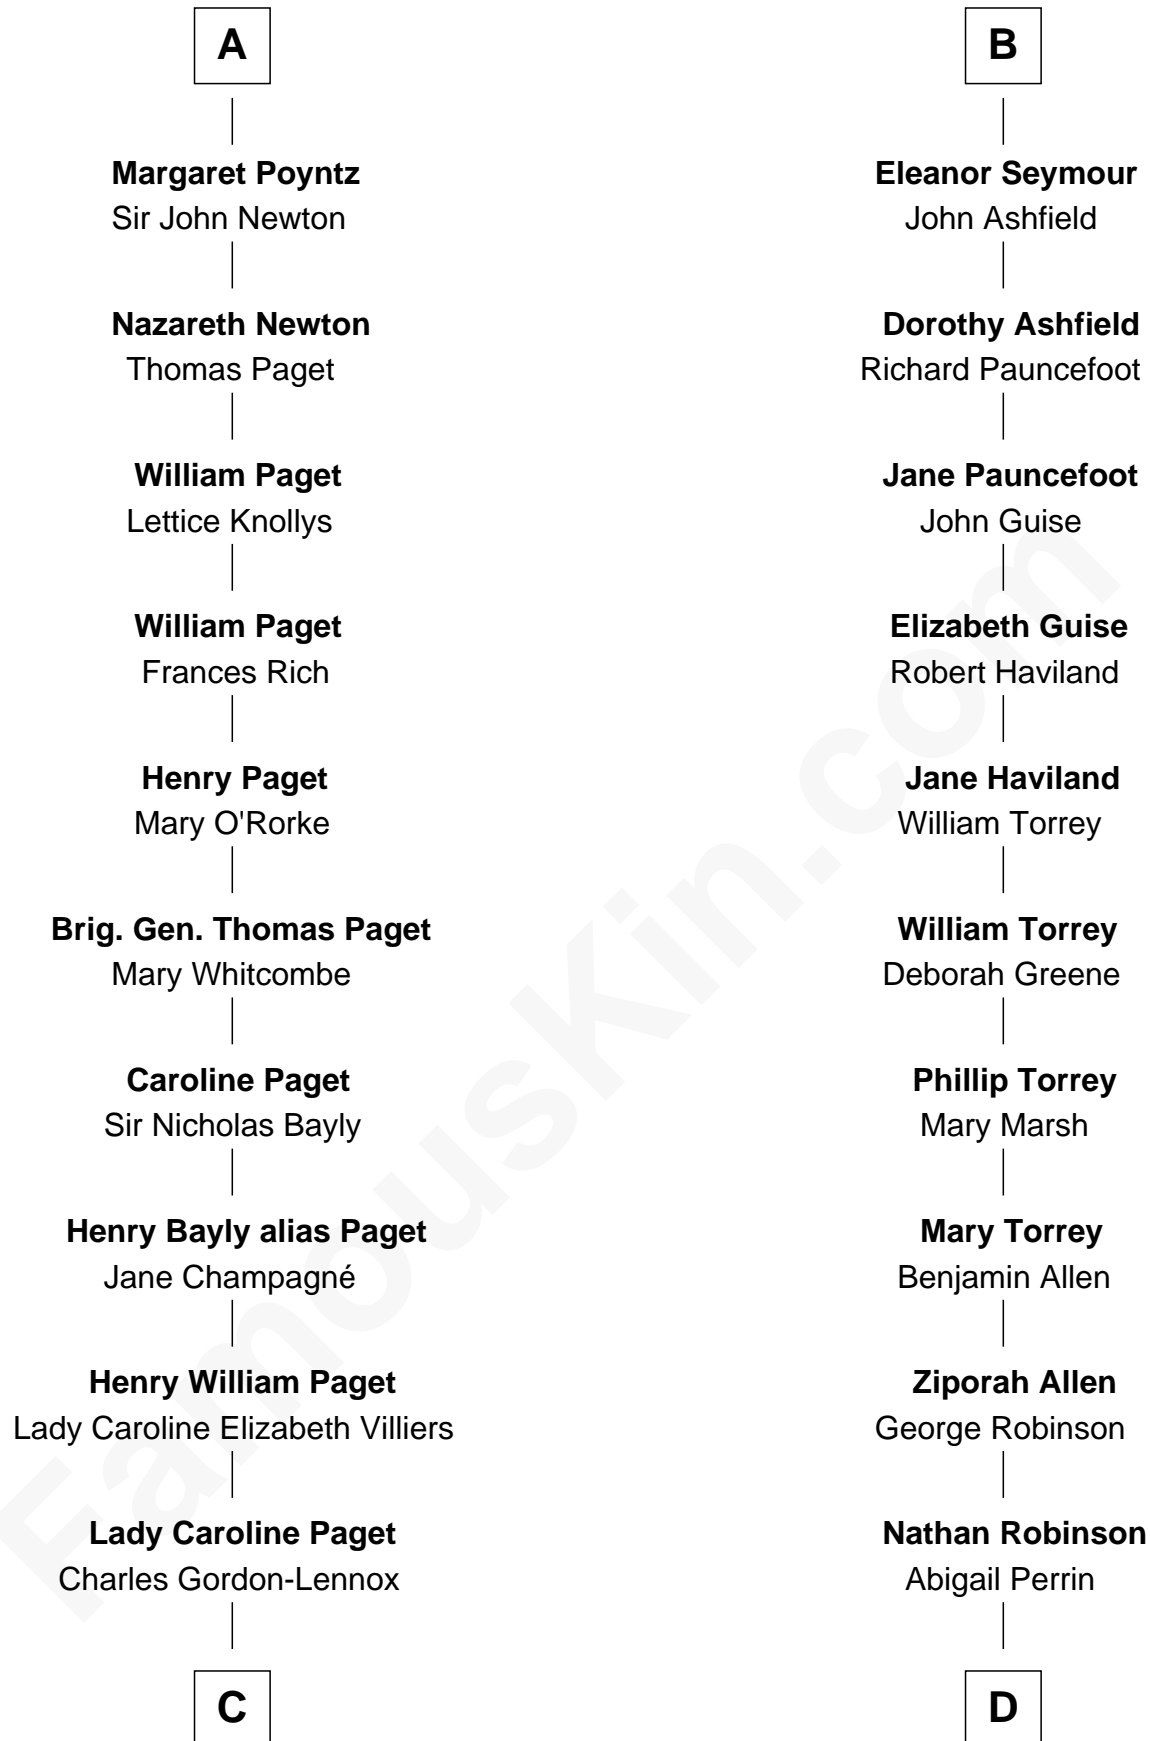 A
Margaret Poyntz
Sir John Newton
Nazareth Newton
Thomas Paget
William Paget
Lettice Knollys
William Paget
Frances Rich
Henry Paget
Mary O'Rorke
Brig. Gen. Thomas Paget
Mary Whitcombe
Caroline Paget
Sir Nicholas Bayly
Henry Bayly alias Paget
Jane Champagné
Henry William Paget
Lady Caroline Elizabeth Villiers
Lady Caroline Paget
Charles Gordon-Lennox
C
B
Eleanor Seymour
John Ashfield
Dorothy Ashfield
Richard Pauncefoot
Jane Pauncefoot
John Guise
Elizabeth Guise
Robert Haviland
Jane Haviland
William Torrey
William Torrey
Deborah Greene
Phillip Torrey
Mary Marsh
Mary Torrey
Benjamin Allen
Ziporah Allen
George Robinson
Nathan Robinson
Abigail Perrin
D
FamousKin.com